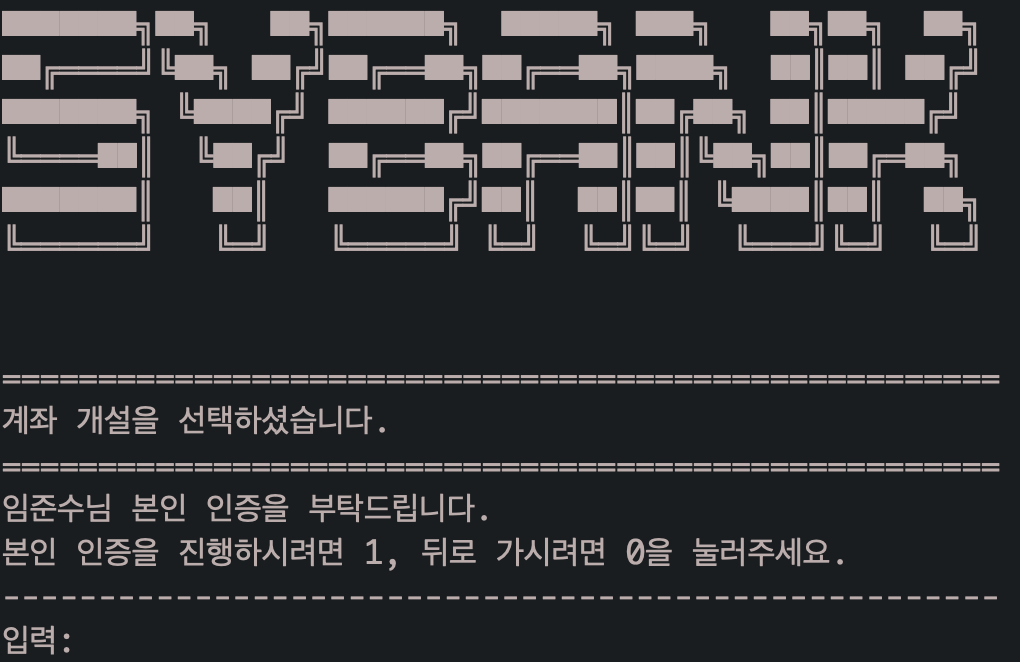 SYBANK
==================================================
계좌 개설을 선택하셨습니다.
==================================================
임준수님 본인 인증을 부탁드립니다.
본인 인증을 진행하시려면 1, 뒤로 가시려면 0을 눌러주세요.
--------------------------------------------------
입력: